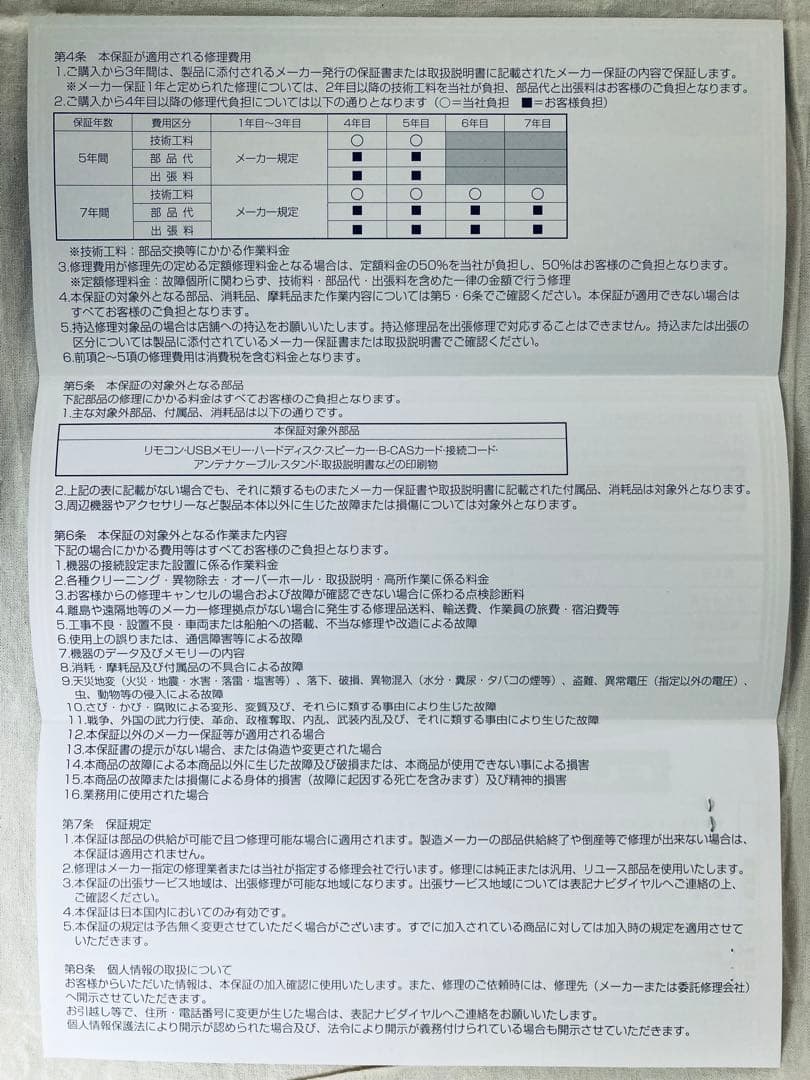 第4条　本保証が適用される修理費用
1.ご購入から3年間は、製品に添付されるメーカー発行の保証書または取扱説明書に記載されたメーカー保証の内容で保証します。
※メーカー保証1年と定められた修理については、2年目以降の技術工料を当社が負担、部品代と出張料はお客様のご負担となります。
2.ご購入から4年目以降の修理代負担については以下の通りとなります（○＝当社負担　■＝お客様負担）
保証年数　費用区分　1年目〜3年目　4年目　5年目　6年目　7年目
5年間　技術工料　メーカー規定　○　○
部品代　■　■
出張料　■　■
7年間　技術工料　メーカー規定　○　○　○　○
部品代　■　■　■　■
出張料　■　■　■　■
※技術工料：部品交換等にかかる作業料金
3.修理費用が修理先の定める定額修理料金となる場合は、定額料金の50%を当社が負担し、50%はお客様のご負担となります。
※定額修理料金：故障個所に関わらず、技術料・部品代・出張料を含めた一律の金額で行う修理
4.本保証の対象外となる部品、消耗品、摩耗品また作業内容については第5・6条でご確認ください。本保証が適用できない場合は
すべてお客様のご負担となります。
5.持込修理対象品の場合は店舗への持込をお願いいたします。持込修理品を出張修理で対応することはできません。持込または出張の
区分については製品に添付されているメーカー保証書または取扱説明書でご確認ください。
6.前項2〜5項の修理費用は消費税を含む料金となります。
第5条　本保証の対象外となる部品
下記部品の修理にかかる料金はすべてお客様のご負担となります。
1.主な対象外部品、付属品、消耗品は以下の通りです。
本保証対象外部品
リモコン・USBメモリー・ハードディスク・スピーカー・B-CASカード・接続コード・
アンテナケーブル・スタンド・取扱説明書などの印刷物
2.上記の表に記載がない場合でも、それに類するものまたメーカー保証書や取扱説明書に記載された付属品、消耗品は対象外となります。
3.周辺機器やアクセサリーなど製品本体以外に生じた故障または損傷については対象外となります。
第6条　本保証の対象外となる作業また内容
下記の場合にかかる費用等はすべてお客様のご負担となります。
1.機器の接続設定また設置に係る作業料金
2.各種クリーニング・異物除去・オーバーホール・取扱説明・高所作業に係る料金
3.お客様からの修理キャンセルの場合および故障が確認できない場合に係わる点検診断料
4.離島や遠隔地等のメーカー修理拠点がない場合に発生する修理品送料、輸送費、作業員の旅費・宿泊費等
5.工事不良・設置不良・車両または船舶への搭載、不当な修理や改造による故障
6.使用上の誤りまたは、通信障害等による故障
7.機器のデータ及びメモリーの内容
8.消耗・摩耗品及び付属品の不具合による故障
9.天災地変（火災・地震・水害・落雷・塩害等）、落下、破損、異物混入（水分・糞尿・タバコの煙等）、盗難、異常電圧（指定以外の電圧）、
虫、動物等の侵入による故障
10.さび・かび・腐敗による変形、変質及び、それらに類する事由により生じた故障
11.戦争、外国の武力行使、革命、政権奪取、内乱、武装内乱及び、それに類する事由により生じた故障
12.本保証以外のメーカー保証等が適用される場合
13.本保証書の提示がない場合、または偽造や変更された場合
14.本商品の故障による本商品以外に生じた故障及び破損または、本商品が使用できない事による損害
15.本商品の故障または損傷による身体的損害（故障に起因する死亡を含みます）及び精神的損害
16.業務用に使用された場合
第7条　保証規定
1.本保証は部品の供給が可能で且つ修理可能な場合に適用されます。製造メーカーの部品供給終了や倒産等で修理が出来ない場合は、
本保証は適用されません。
2.修理はメーカー指定の修理業者または当社が指定する修理会社で行います。修理には純正または汎用、リユース部品を使用いたします。
3.本保証の出張サービス地域は、出張修理が可能な地域になります。出張サービス地域については表記ナビダイヤルへご連絡の上、
ご確認ください。
4.本保証は日本国内においてのみ有効です。
5.本保証の規定は予告無く変更させていただく場合がございます。すでに加入されている商品に対しては加入時の規定を適用させて
いただきます。
第8条　個人情報の取扱について
お客様からいただいた情報は、本保証の加入確認に使用いたします。また、修理のご依頼時には、修理先（メーカーまたは委託修理会社）
へ開示させていただきます。
お引越し等で、住所・電話番号に変更が生じた場合は、表記ナビダイヤルへご連絡をお願いいたします。
個人情報保護法により開示が認められた場合及び、法令により開示が義務付けられている場合も開示させていただきます。